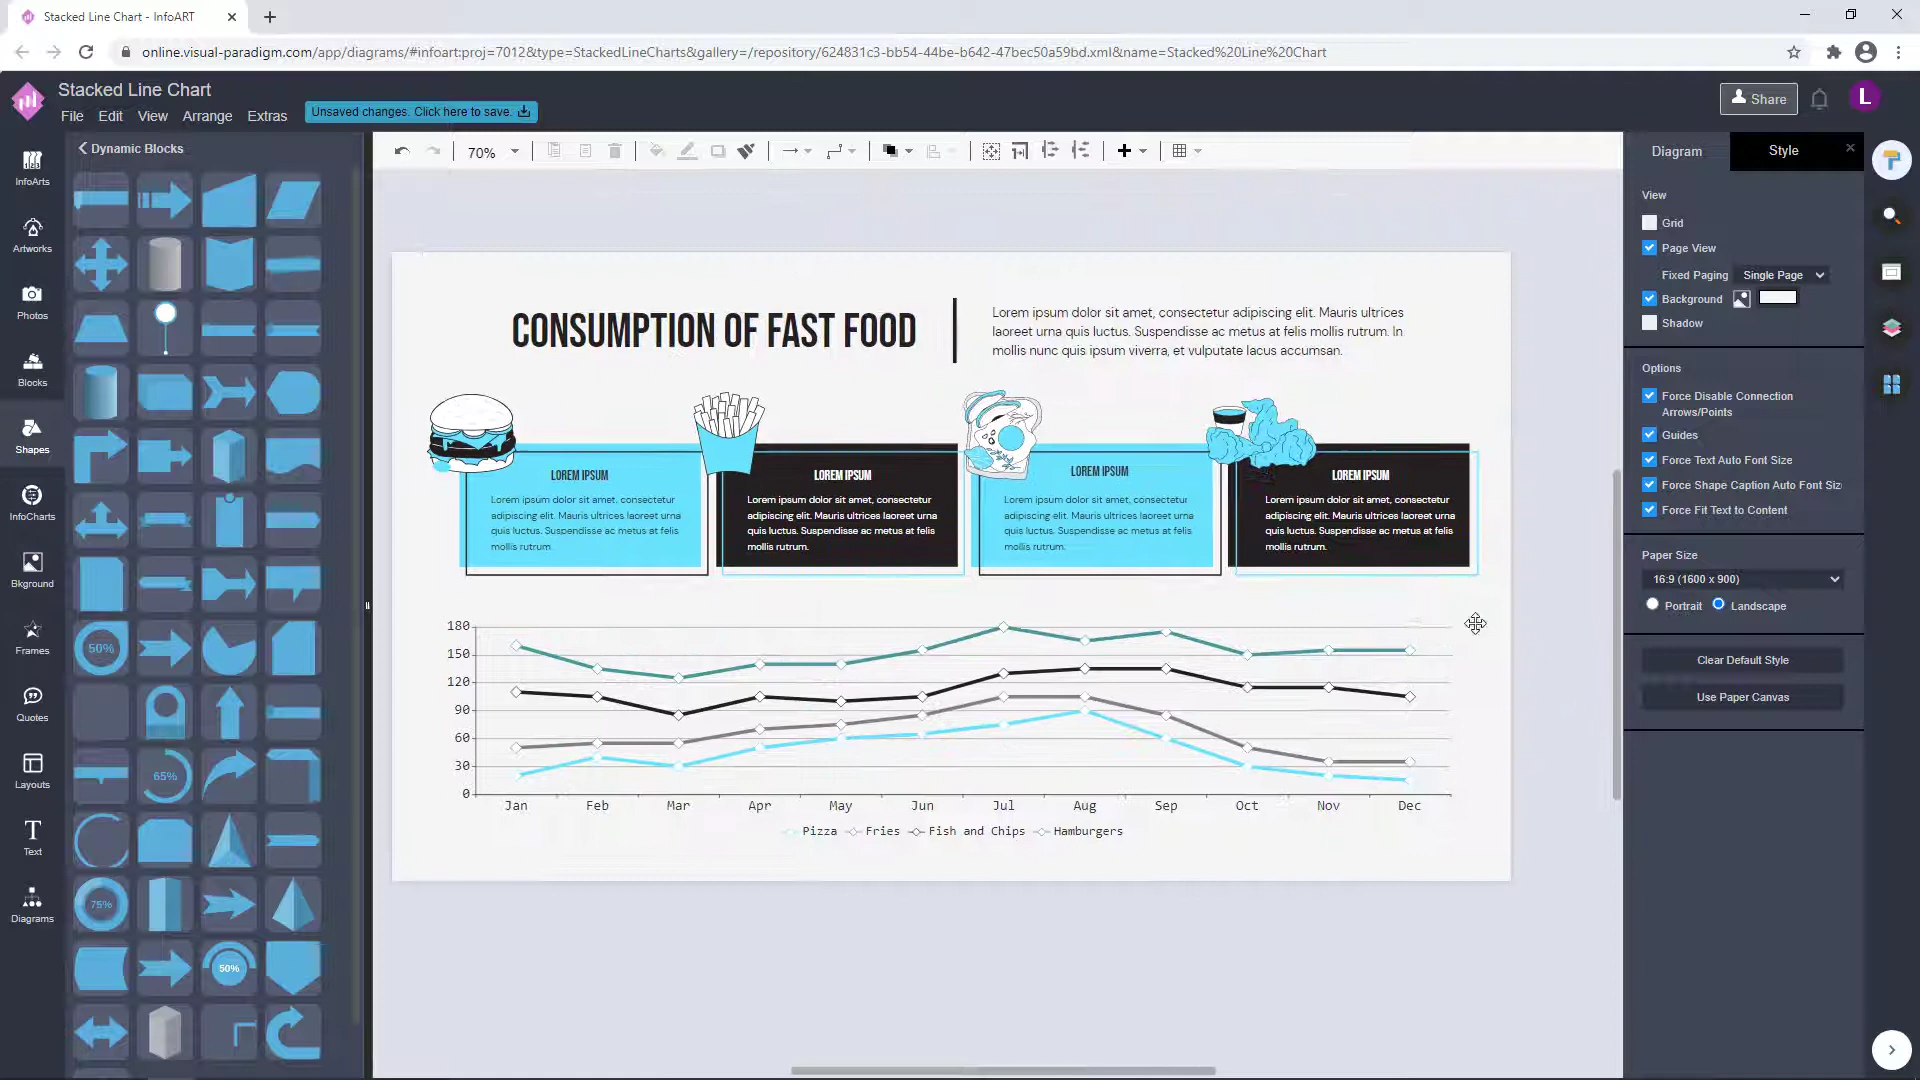 Stacked Line Chart - InfoART
online.visual-paradigm.com/app/diagrams/#infoart:proj=7012&type=StackedLineCharts&gallery=/repository/624831c3-bb54-44be-b642-47bec50a59bd.xml&name=Stacked%20Line%20Chart
Stacked Line Chart
File Edit View Arrange Extras
Unsaved changes. Click here to save.
Share
L
InfoArts
Artworks
Photos
Blocks
Shapes
InfoCharts
Bkground
Frames
Quotes
Layouts
Text
Diagrams
Dynamic Blocks
50%
65%
75%
50%
70%
CONSUMPTION OF FAST FOOD
Lorem ipsum dolor sit amet, consectetur adipiscing elit. Mauris ultrices
laoreet urna quis luctus. Suspendisse ac metus at felis mollis rutrum. In
mollis nunc quis ipsum viverra, et vulputate lacus accumsan.
LOREM IPSUM
Lorem ipsum dolor sit amet, consectetur
adipiscing elit. Mauris ultrices laoreet urna
quis luctus. Suspendisse ac metus at felis
mollis rutrum.
LOREM IPSUM
Lorem ipsum dolor sit amet, consectetur
adipiscing elit. Mauris ultrices laoreet urna
quis luctus. Suspendisse ac metus at felis
mollis rutrum.
LOREM IPSUM
Lorem ipsum dolor sit amet, consectetur
adipiscing elit. Mauris ultrices laoreet urna
quis luctus. Suspendisse ac metus at felis
mollis rutrum.
LOREM IPSUM
Lorem ipsum dolor sit amet, consectetur
adipiscing elit. Mauris ultrices laoreet urna
quis luctus. Suspendisse ac metus at felis
mollis rutrum.
180
150
120
90
60
30
0
Jan Feb Mar Apr May Jun Jul Aug Sep Oct Nov Dec
Pizza Fries Fish and Chips Hamburgers
Diagram Style
View
Grid
Page View
Fixed Paging Single Page
Background
Shadow
Options
Force Disable Connection
Arrows/Points
Guides
Force Text Auto Font Size
Force Shape Caption Auto Font Siz
Force Fit Text to Content
Paper Size
16:9 (1600 x 900)
Portrait Landscape
Clear Default Style
Use Paper Canvas